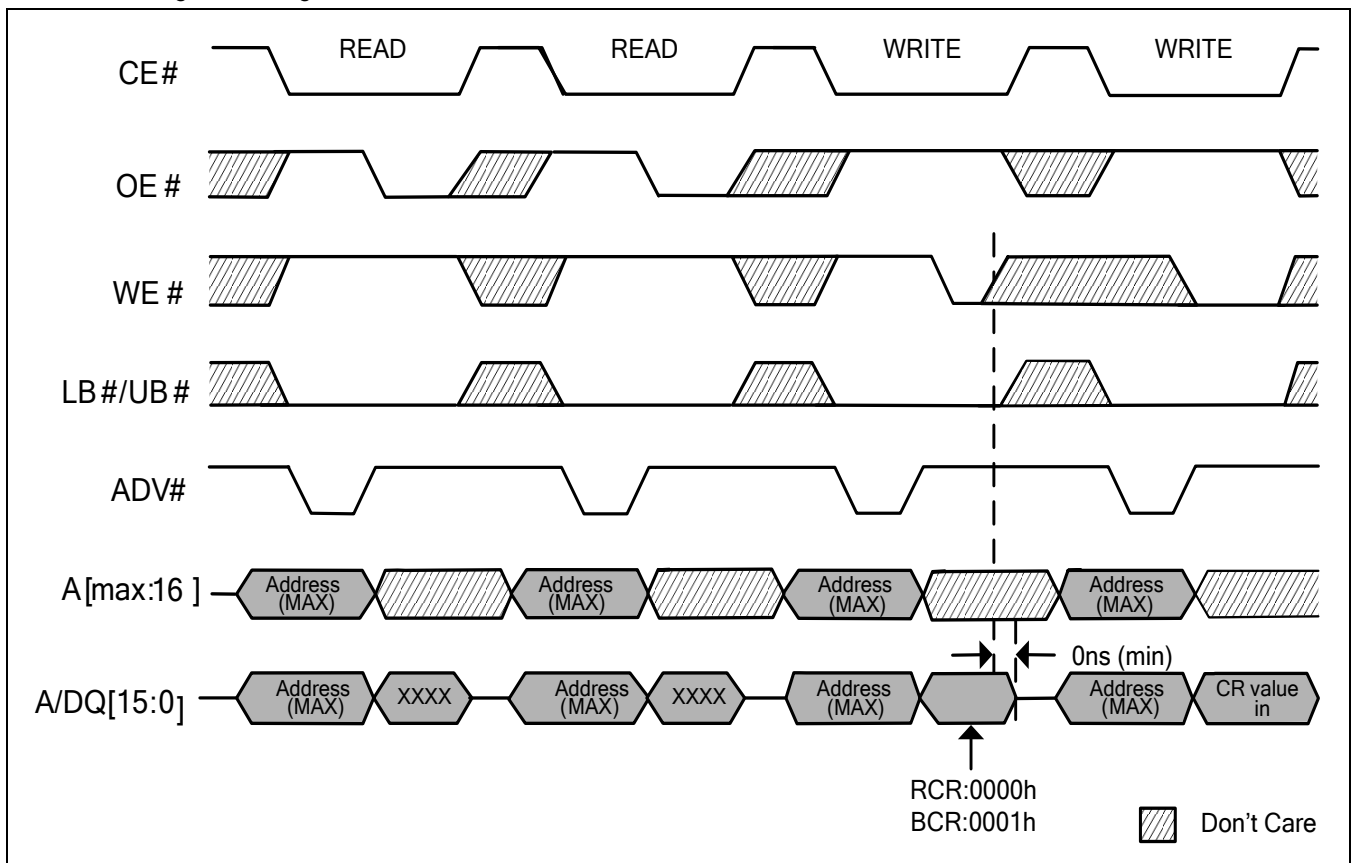 CE#
READ
READ
WRITE
WRITE
OE #
WE #
LB #/UB #
ADV#
A[max:16 ]
Address
(MAX)
Address
(MAX)
Address
(MAX)
Address
(MAX)
0ns (min)
A/DQ[15:0]
Address
(MAX)
XXXX
Address
(MAX)
XXXX
Address
(MAX)
Address
(MAX)
CR value
in
RCR:0000h
BCR:0001h
Don't Care